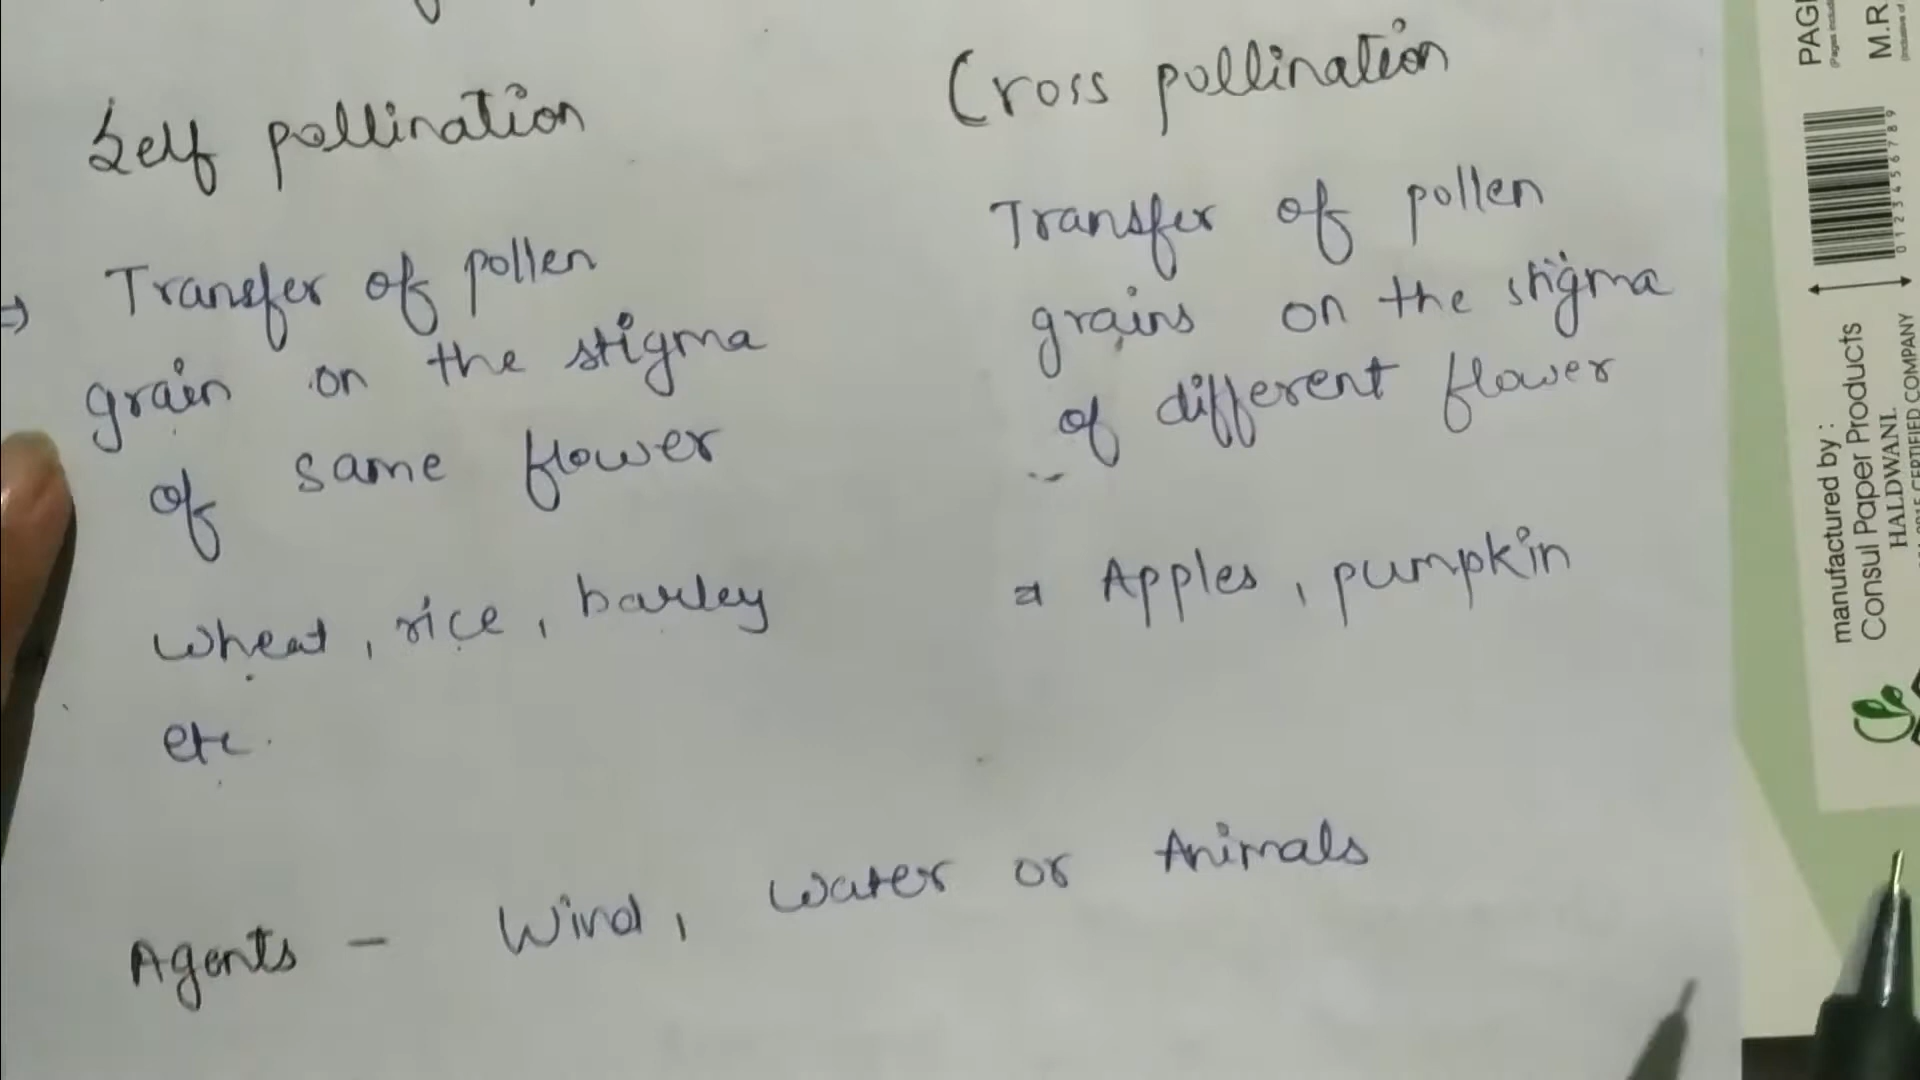 Self pollination
⇒ Transfer of pollen
grain on the stigma
of same flower
wheat, rice, barley
etc.
Cross pollination
Transfer of pollen
grains on the stigma
of different flower
⇒ Apples, pumpkin
Agents - Wind, water or Animals
PAGE
M.R
0123456789
manufactured by :
Consul Paper Products
HALDWANI.
CERTIFIED COMPANY